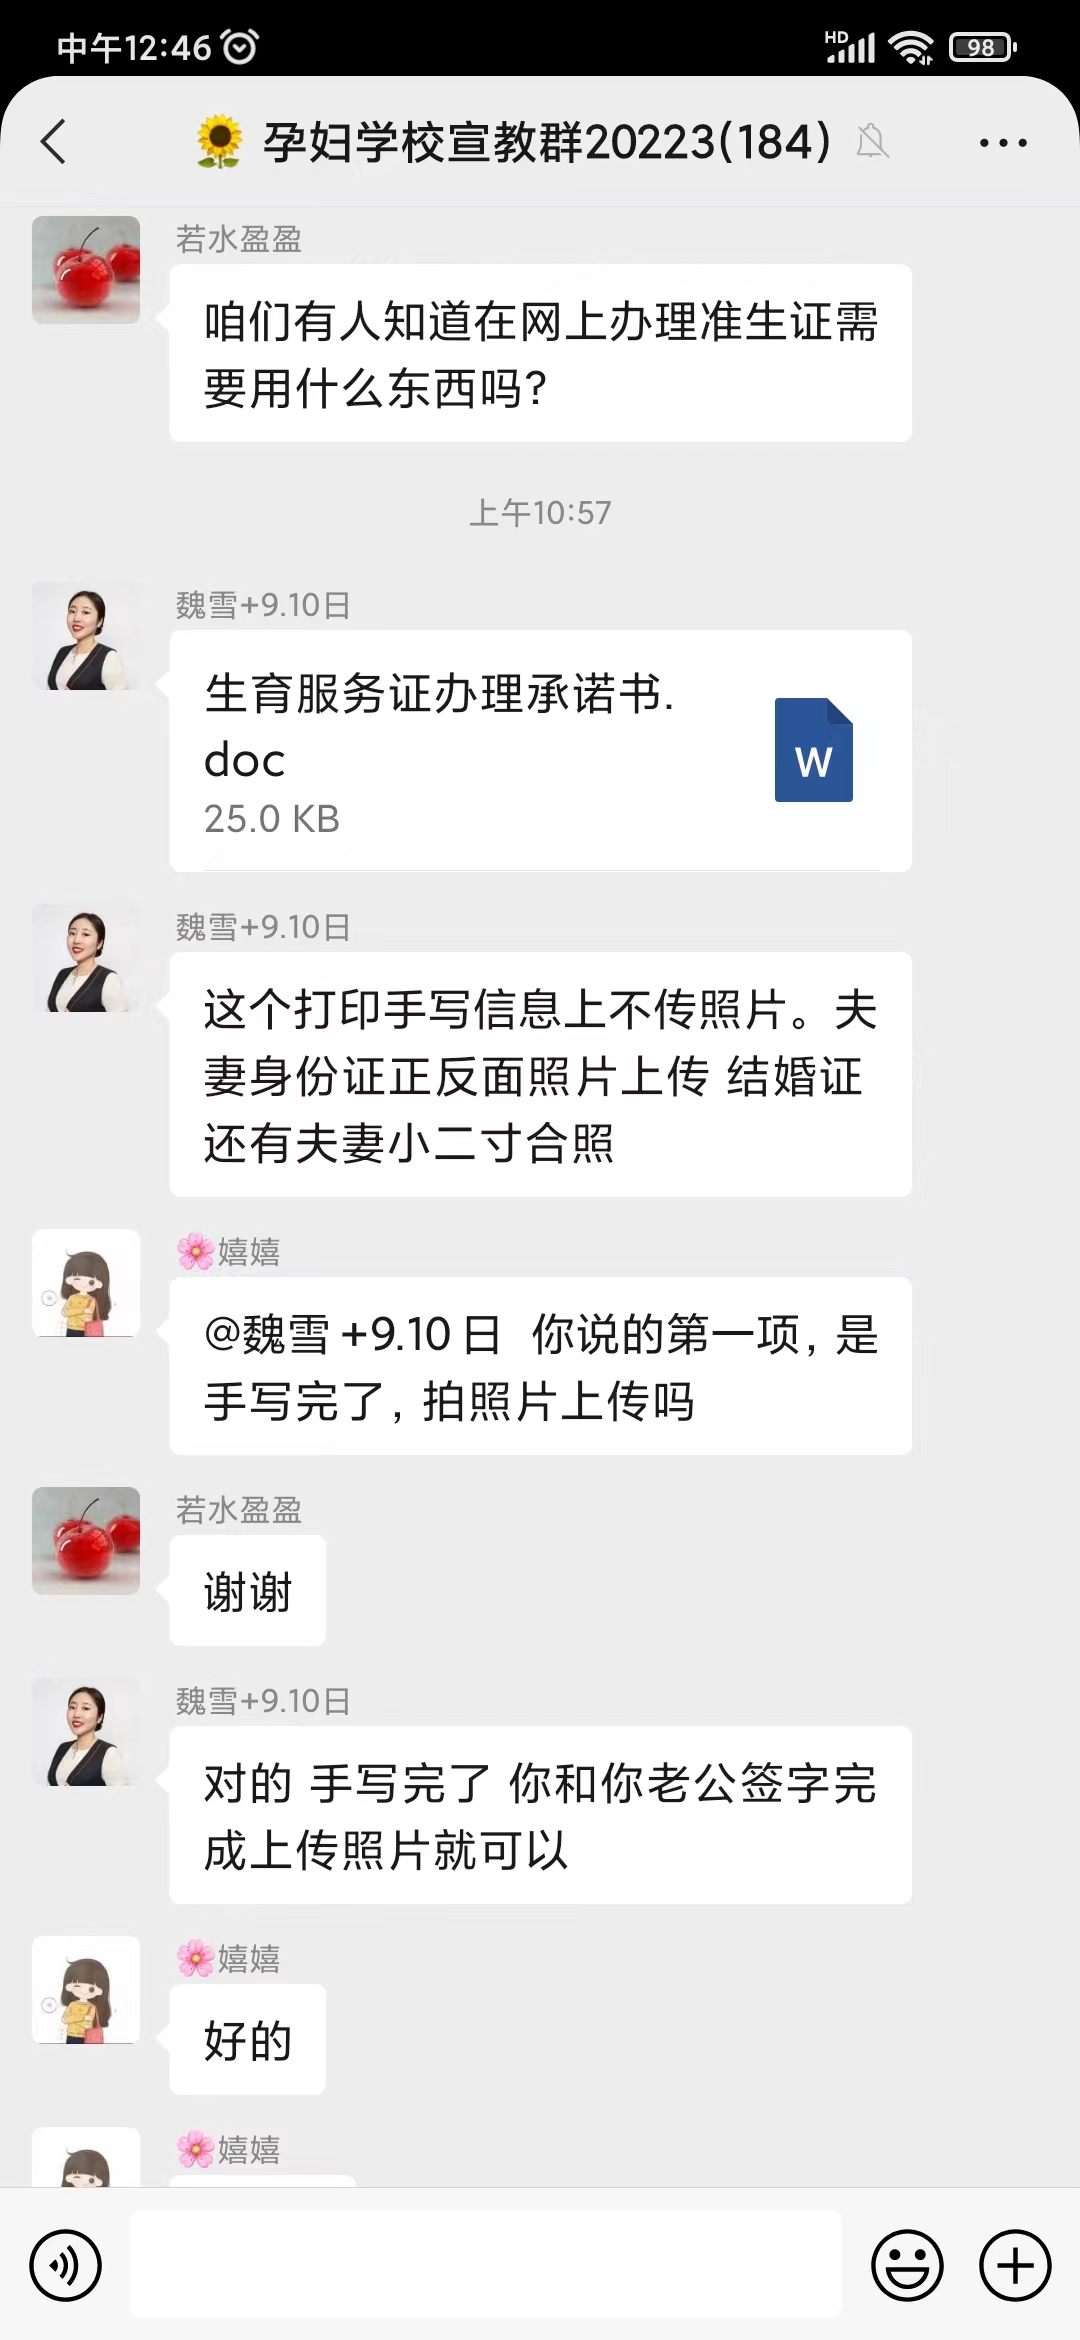 中午12:46
HD
98
孕妇学校宣教群20223(184)
若水盈盈
咱们有人知道在网上办理准生证需
要用什么东西吗?
上午10:57
魏雪+9.10日
生育服务证办理承诺书.
doc
W
25.0 KB
魏雪+9.10日
这个打印手写信息上不传照片。夫
妻身份证正反面照片上传 结婚证
还有夫妻小二寸合照
嬉嬉
@魏雪+9.10日 你说的第一项, 是
手写完了, 拍照片上传吗
若水盈盈
谢谢
魏雪+9.10日
对的 手写完了 你和你老公签字完
成上传照片就可以
嬉嬉
好的
嬉嬉